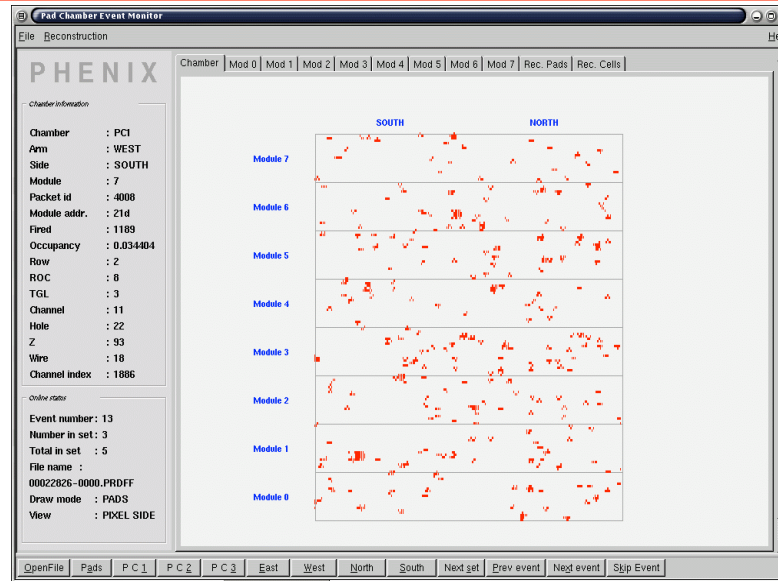 Pad Chamber Event Monitor
File Reconstruction He
PHENIX
Chamber Mod 0 Mod 1 Mod 2 Mod 3 Mod 4 Mod 5 Mod 6 Mod 7 Rec. Pads Rec. Cells
Chamber information
Chamber : PC1
Arm : WEST
Side : SOUTH
Module : 7
Packet id : 4008
Module addr. : 21d
Fired : 1189
Occupancy : 0.034404
Row : 2
ROC : 8
TGL : 3
Channel : 11
Hole : 22
Z : 93
Wire : 18
Channel index : 1886
Online status
Event number: 13
Number in set: 3
Total in set : 5
File name :
00022826-0000.PRDFF
Draw mode : PADS
View : PIXEL SIDE
SOUTH NORTH
Module 7
Module 6
Module 5
Module 4
Module 3
Module 2
Module 1
Module 0
OpenFile Pads P C 1 P C 2 P C 3 East West North South Next set Prev event Next event Skip Event